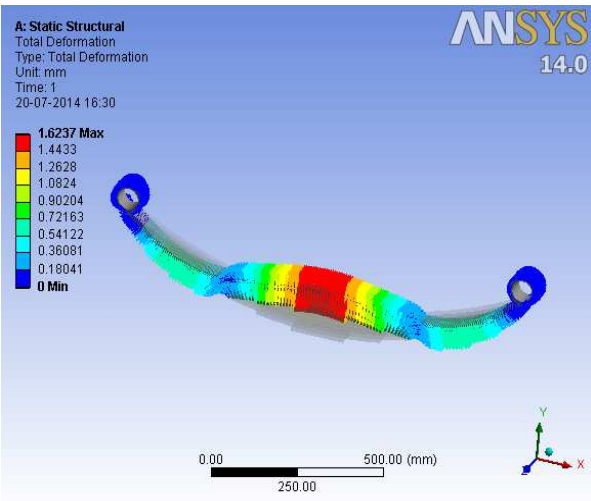 A: Static Structural
Total Deformation
Type: Total Deformation
Unit: mm
Time: 1
20-07-2014 16:30
ANSYS
14.0
1.6237 Max
1.4433
1.2628
1.0824
0.90204
0.72163
0.54122
0.36081
0.18041
0 Min
0.00 500.00 (mm)
250.00
Y
X
Z